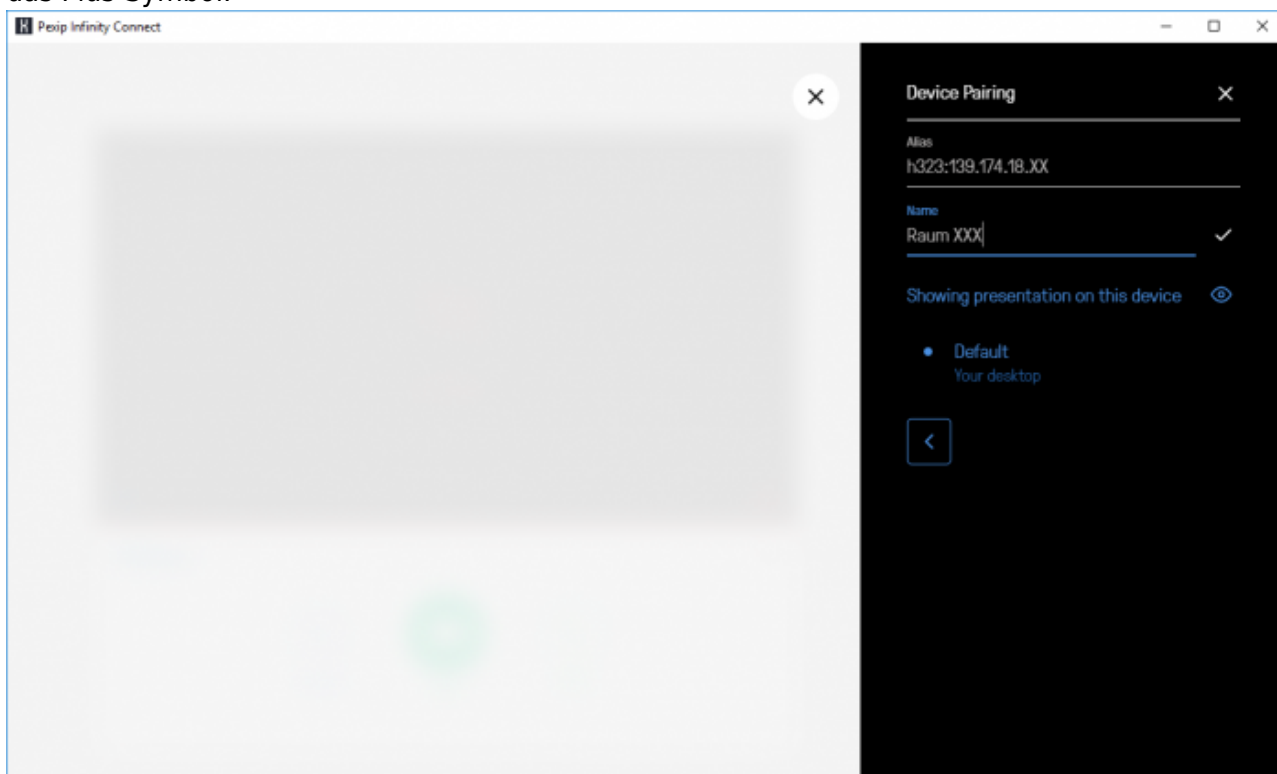 das Plus-Symbol.
Pexip Infinity Connect
Device Pairing
Alias
h323:139.174.18.XX
Name
Raum XXX
Showing presentation on this device
Default
Your desktop